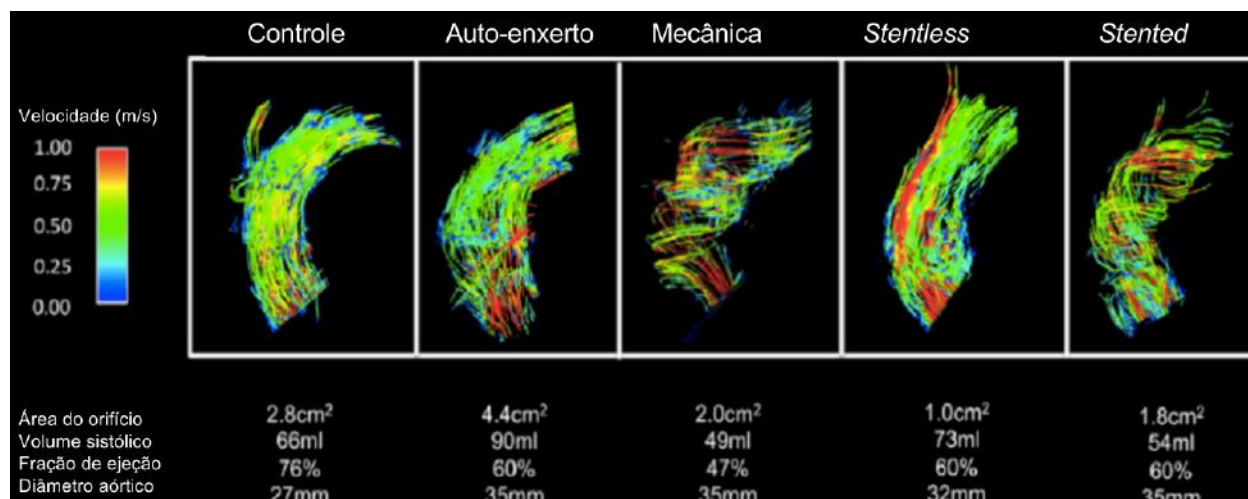 Controle Auto-enxerto Mecânica Stentless Stented
Velocidade (m/s)
1.00
0.75
0.50
0.25
0.00
Área do orifício 2.8cm² 4.4cm² 2.0cm² 1.0cm² 1.8cm²
Volume sistólico 66ml 90ml 49ml 73ml 54ml
Fração de ejeção 76% 60% 47% 60% 60%
Diâmetro aórtico 27mm 35mm 35mm 32mm 35mm